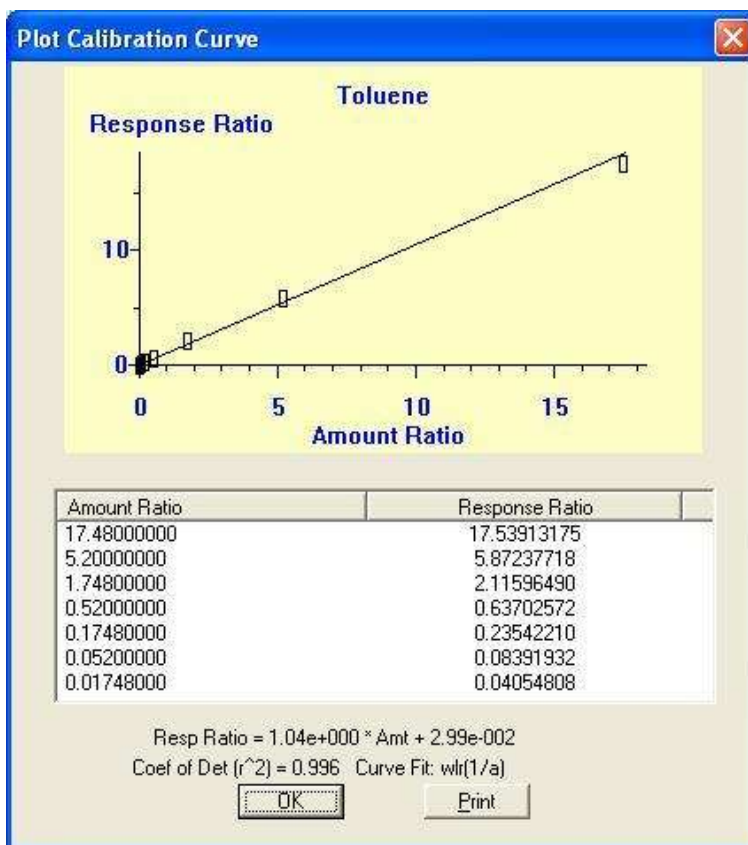 Plot Calibration Curve
Toluene
Response Ratio
10
0
0 5 10 15
Amount Ratio
Amount Ratio Response Ratio
17.48000000 17.53913175
5.20000000 5.87237718
1.74800000 2.11596490
0.52000000 0.63702572
0.17480000 0.23542210
0.05200000 0.08391932
0.01748000 0.04054808
Resp Ratio = 1.04e+000 * Amt + 2.99e-002
Coef of Det (r^2) = 0.996 Curve Fit: wlr(1/a)
OK Print